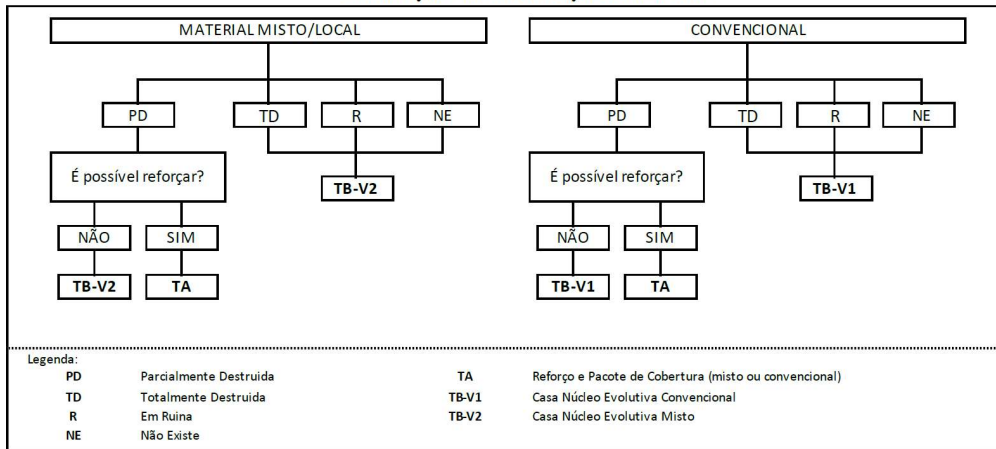 MATERIAL MISTO/LOCAL
PD
TD
R
NE
É possível reforçar?
TB-V2
NÃO
SIM
TB-V2
TA
CONVENCIONAL
PD
TD
R
NE
É possível reforçar?
TB-V1
NÃO
SIM
TB-V1
TA
Legenda:
PD Parcialmente Destruida
TD Totalmente Destruida
R Em Ruina
NE Não Existe
TA Reforço e Pacote de Cobertura (misto ou convencional)
TB-V1 Casa Núcleo Evolutiva Convencional
TB-V2 Casa Núcleo Evolutiva Misto